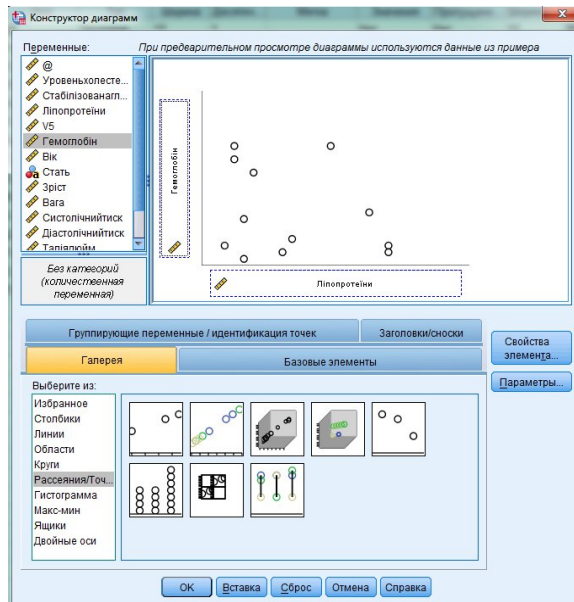 Конструктор диаграмм
Переменные:
При предварительном просмотре диаграммы используются данные из примера
@
Уровеньхолесте...
Стабілізованагл...
Ліпопротеїни
V5
Гемоглобін
Вік
Стать
Зріст
Вага
Систолічнийтиск
Діастолічнийтиск
Таліяпюйм
Без категорий
(количественная
переменная)
Гемоглобін
Ліпопротеїни
Группирующие переменные / идентификация точек
Заголовки/сноски
Галерея
Базовые элементы
Свойства
элемента...
Параметры...
Выберите из:
Избранное
Столбики
Линии
Области
Круги
Рассеяния/Точ...
Гистограмма
Макс-мин
Ящики
Двойные оси
OK
Вставка
Сброс
Отмена
Справка